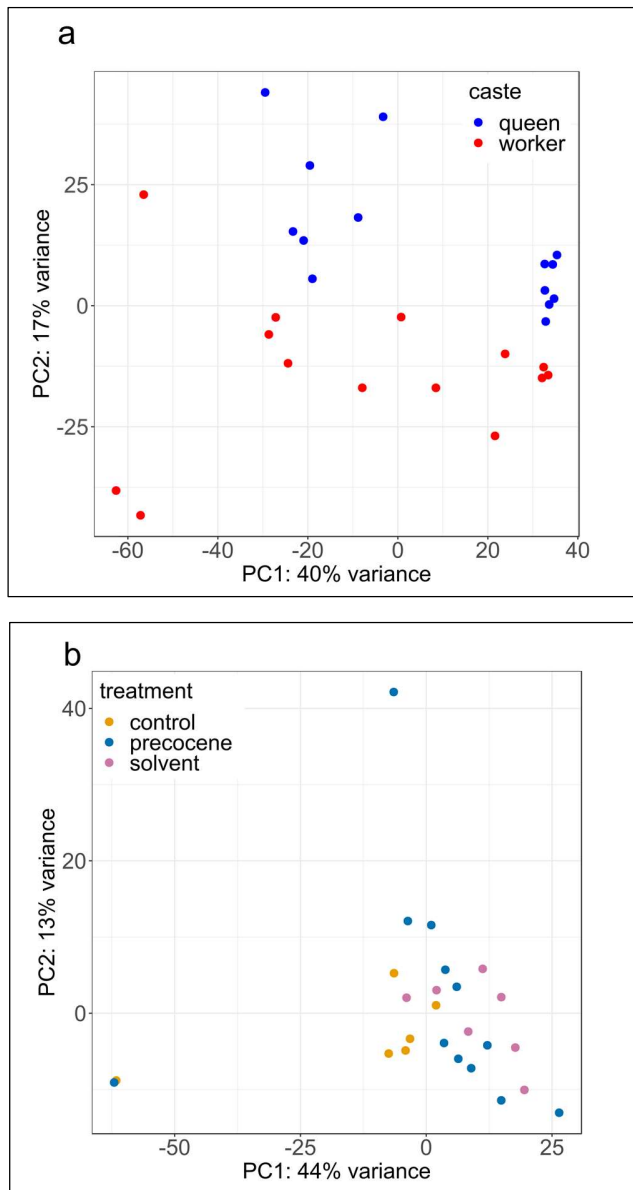 a
caste
queen
worker
25
0
-25
PC2: 17% variance
-60 -40 -20 0 20 40
PC1: 40% variance
b
treatment
control
precocene
solvent
40
20
0
PC2: 13% variance
-50 -25 0 25
PC1: 44% variance